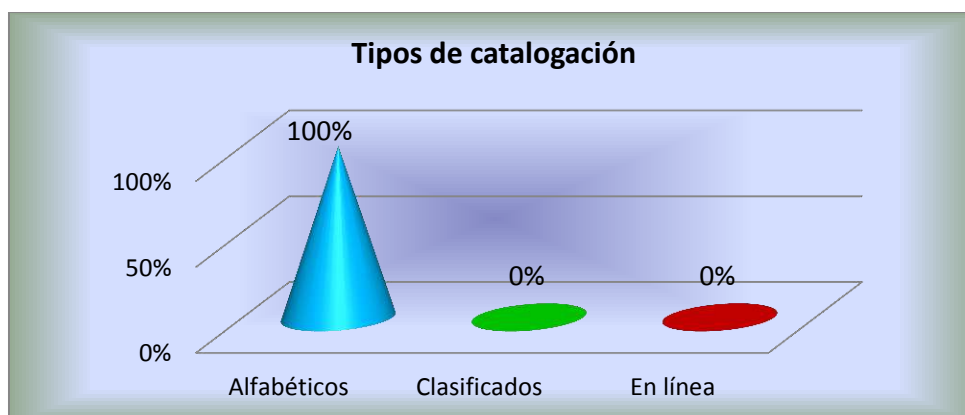 Tipos de catalogación
100%
100%
50%
0%
0%
0%
Alfabéticos
Clasificados
En línea